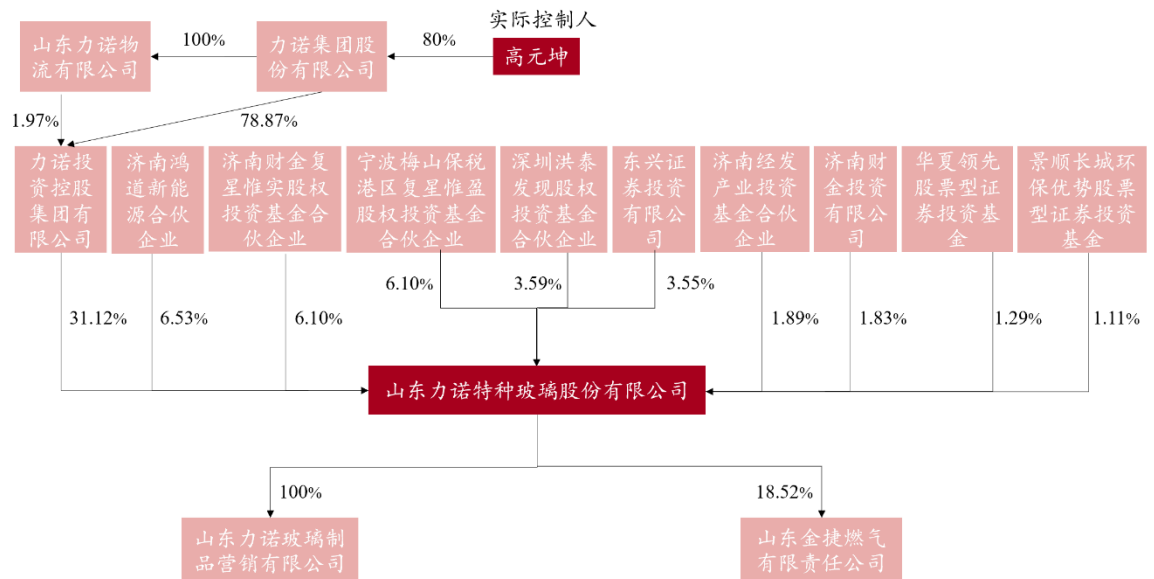 实际控制人
山东力诺物
流有限公司
100%
力诺集团股
份有限公司
80%
高元坤
1.97%
78.87%
力诺投
资控股
集团有
限公司
济南鸿
道新能
源合伙
企业
济南财金复
星惟实股权
投资基金合
伙企业
宁波梅山保税
港区复星惟盈
股权投资基金
合伙企业
深圳洪泰
发现股权
投资基金
合伙企业
东兴证
券投资
有限公
司
济南经发
产业投资
基金合伙
企业
济南财
金投资
有限公
司
华夏领先
股票型证
券投资基
金
景顺长城环
保优势股票
型证券投资
基金
31.12%
6.53%
6.10%
6.10%
3.59%
3.55%
1.89%
1.83%
1.29%
1.11%
山东力诺特种玻璃股份有限公司
100%
18.52%
山东力诺玻璃制
品营销有限公司
山东金捷燃气
有限责任公司